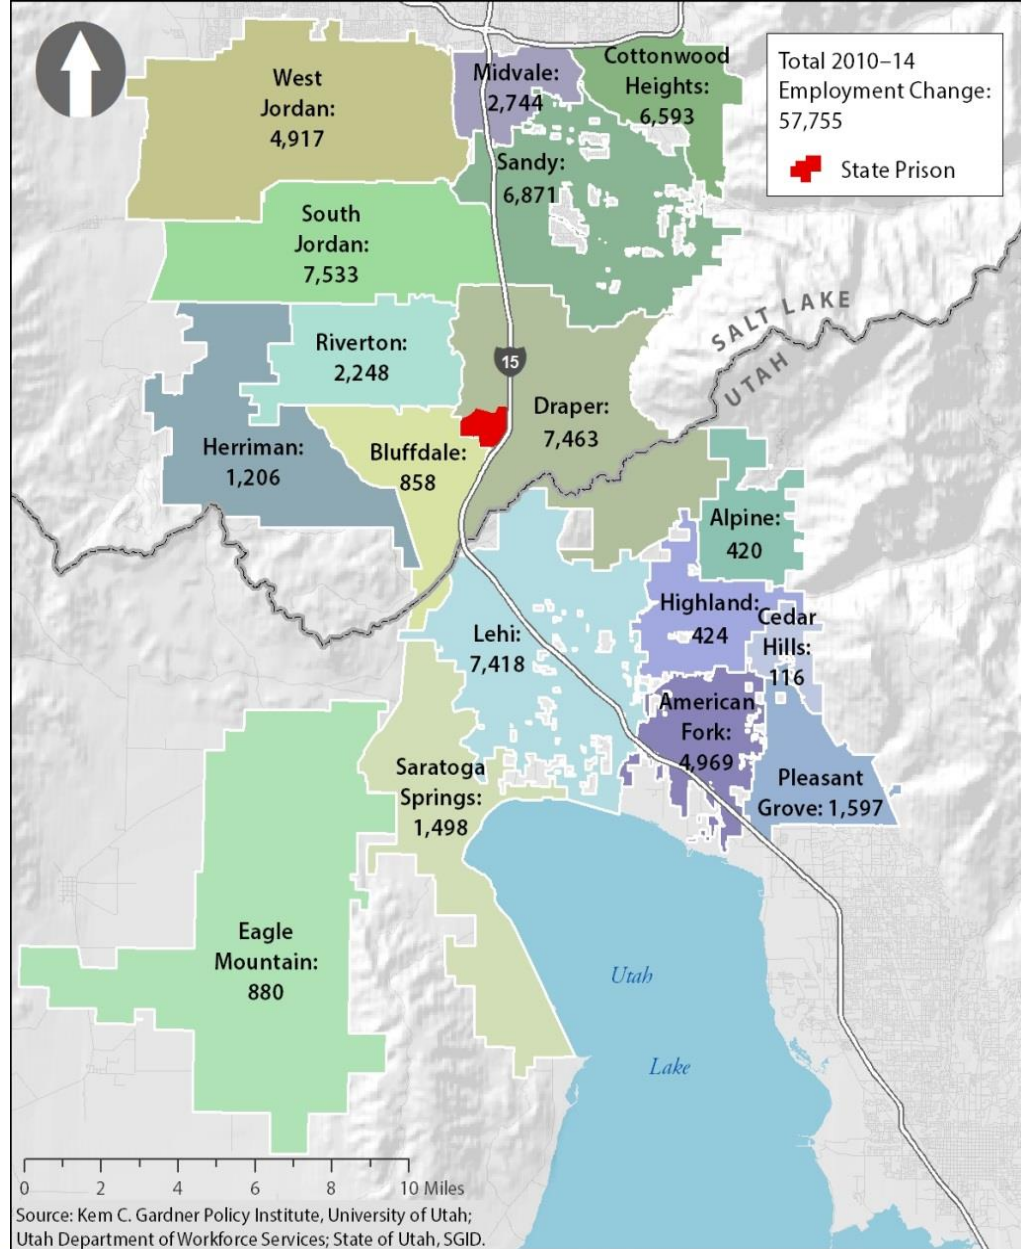 West
Jordan:
4,917
Midvale:
2,744
Cottonwood
Heights:
6,593
Total 2010–14
Employment Change:
57,755
State Prison
Sandy:
6,871
South
Jordan:
7,533
SALT LAKE
UTAH
Riverton:
2,248
15
Draper:
7,463
Herriman:
1,206
Bluffdale:
858
Alpine:
420
Highland:
424
Cedar
Hills:
116
Lehi:
7,418
American
Fork:
4,969
Saratoga
Springs:
1,498
Pleasant
Grove: 1,597
Eagle
Mountain:
880
Utah
Lake
0 2 4 6 8 10 Miles
Source: Kem C. Gardner Policy Institute, University of Utah;
Utah Department of Workforce Services; State of Utah, SGID.